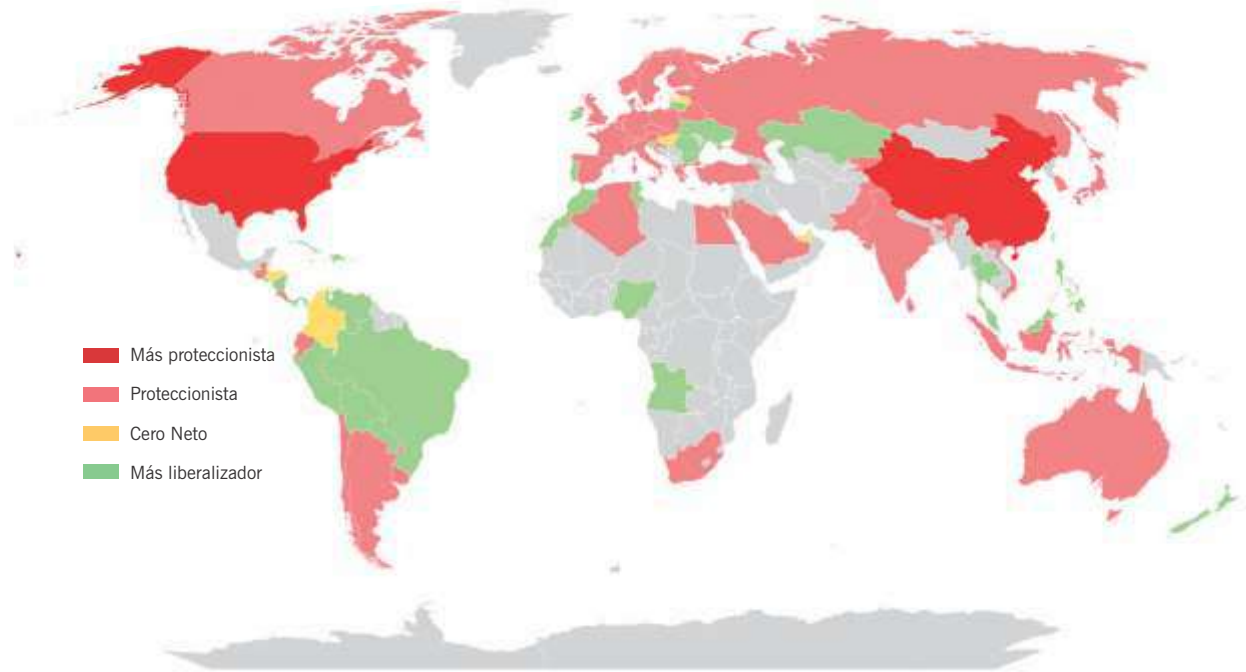 Más proteccionista
Proteccionista
Cero Neto
Más liberalizador